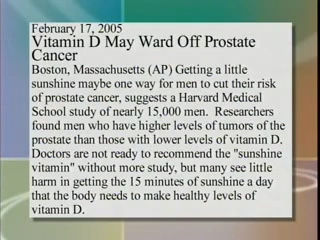 February 17, 2005
Vitamin D May Ward Off Prostate
Cancer
Boston, Massachusetts (AP) Getting a little
sunshine maybe one way for men to cut their risk
of prostate cancer, suggests a Harvard Medical
School study of nearly 15,000 men. Researchers
found men who have higher levels of tumors of the
prostate than those with lower levels of vitamin D.
Doctors are not ready to recommend the "sunshine
vitamin" without more study, but many see little
harm in getting the 15 minutes of sunshine a day
that the body needs to make healthy levels of
vitamin D.